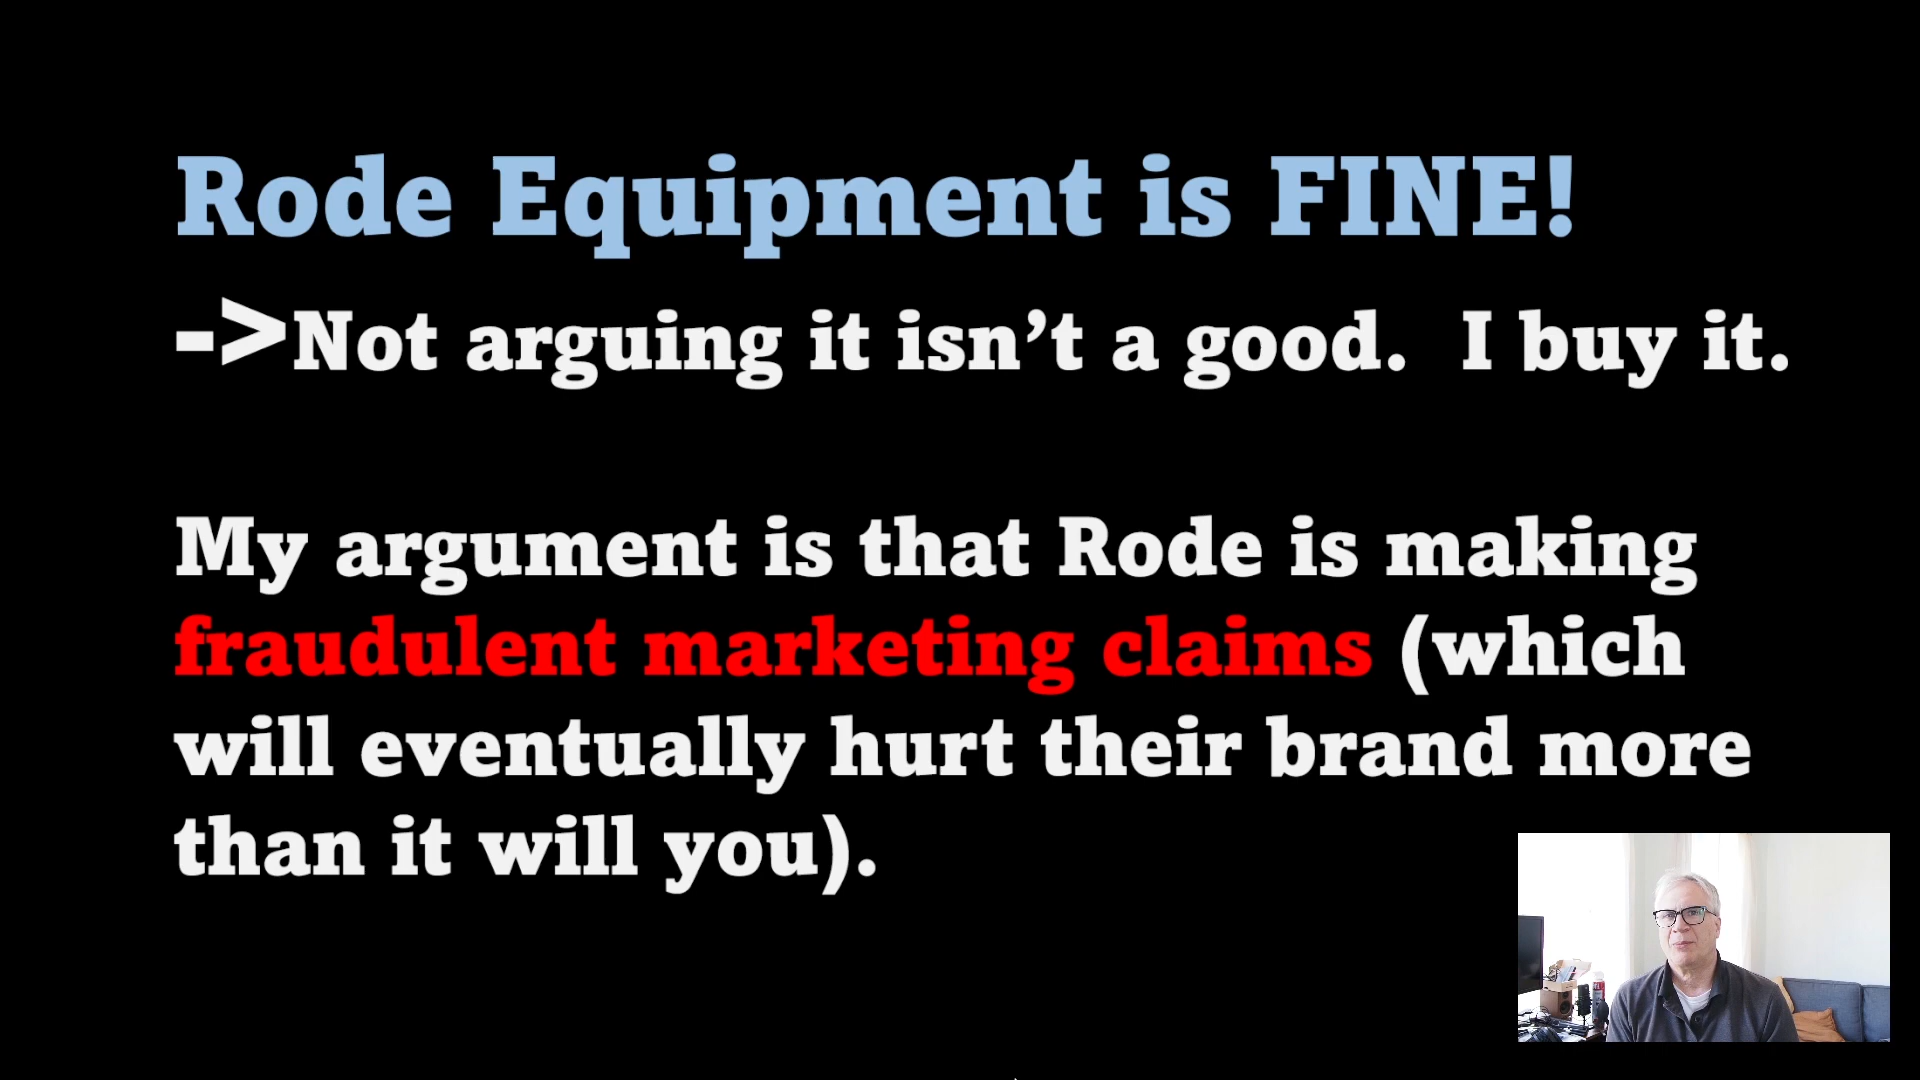 Rode Equipment is FINE!
->Not arguing it isn’t a good.  I buy it.
My argument is that Rode is making
fraudulent marketing claims (which
will eventually hurt their brand more
than it will you).